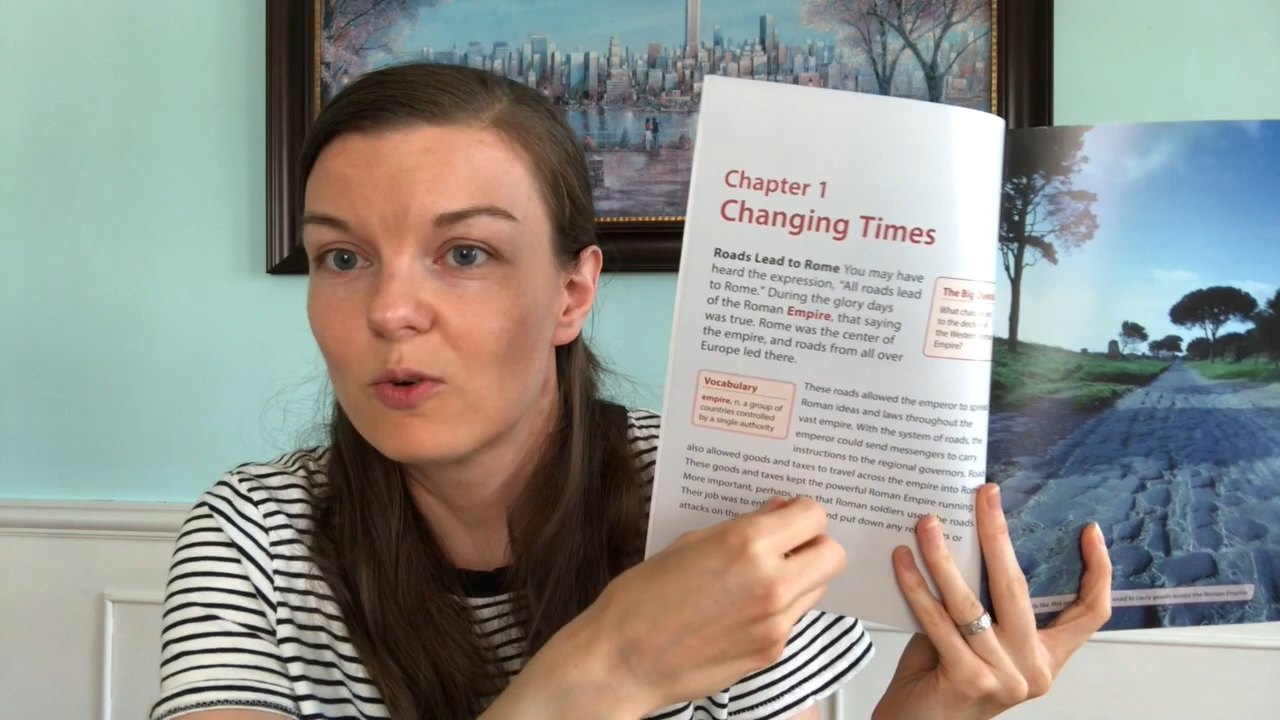 Chapter 1
Changing Times
Roads Lead to Rome You may have
heard the expression, "All roads lead
to Rome." During the glory days
of the Roman Empire, that saying
was true. Rome was the center of
the empire, and roads from all over
Europe led there.
The Big Question
What
to the
the Western
Empire?
Vocabulary
empire, n. a group of
countries controlled
by a single authority
These roads allowed the emperor to spread
Roman ideas and laws throughout the
vast empire. With the system of roads, the
emperor could send messengers to carry
instructions to the regional governors. Roads
also allowed goods and taxes to travel across the empire into Rome.
These goods and taxes kept the powerful Roman Empire running.
More important, perhaps, was that Roman soldiers used the roads.
Their job was to and put down any or
attacks on the
like this used to carry goods across the Roman Empire.